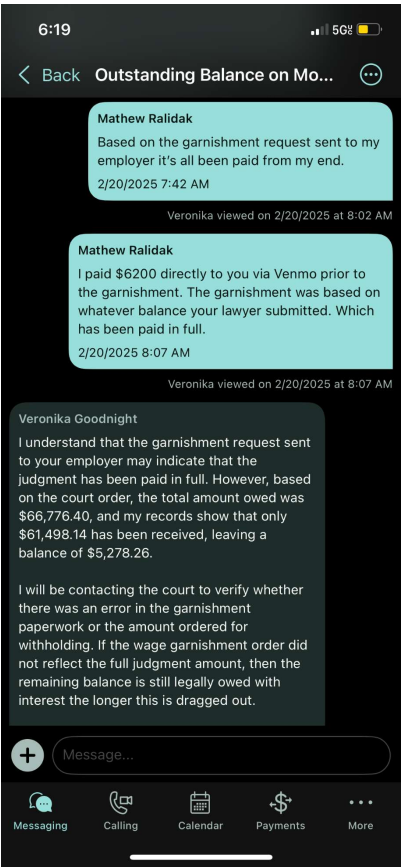 6:19
5G
Back Outstanding Balance on Mo...
Mathew Ralidak
Based on the garnishment request sent to my
employer it's all been paid from my end.
2/20/2025 7:42 AM
Veronika viewed on 2/20/2025 at 8:02 AM
Mathew Ralidak
I paid $6200 directly to you via Venmo prior to
the garnishment. The garnishment was based on
whatever balance your lawyer submitted. Which
has been paid in full.
2/20/2025 8:07 AM
Veronika viewed on 2/20/2025 at 8:07 AM
Veronika Goodnight
I understand that the garnishment request sent
to your employer may indicate that the
judgment has been paid in full. However, based
on the court order, the total amount owed was
$66,776.40, and my records show that only
$61,498.14 has been received, leaving a
balance of $5,278.26.
I will be contacting the court to verify whether
there was an error in the garnishment
paperwork or the amount ordered for
withholding. If the wage garnishment order did
not reflect the full judgment amount, then the
remaining balance is still legally owed with
interest the longer this is dragged out.
Message...
Messaging Calling Calendar Payments More